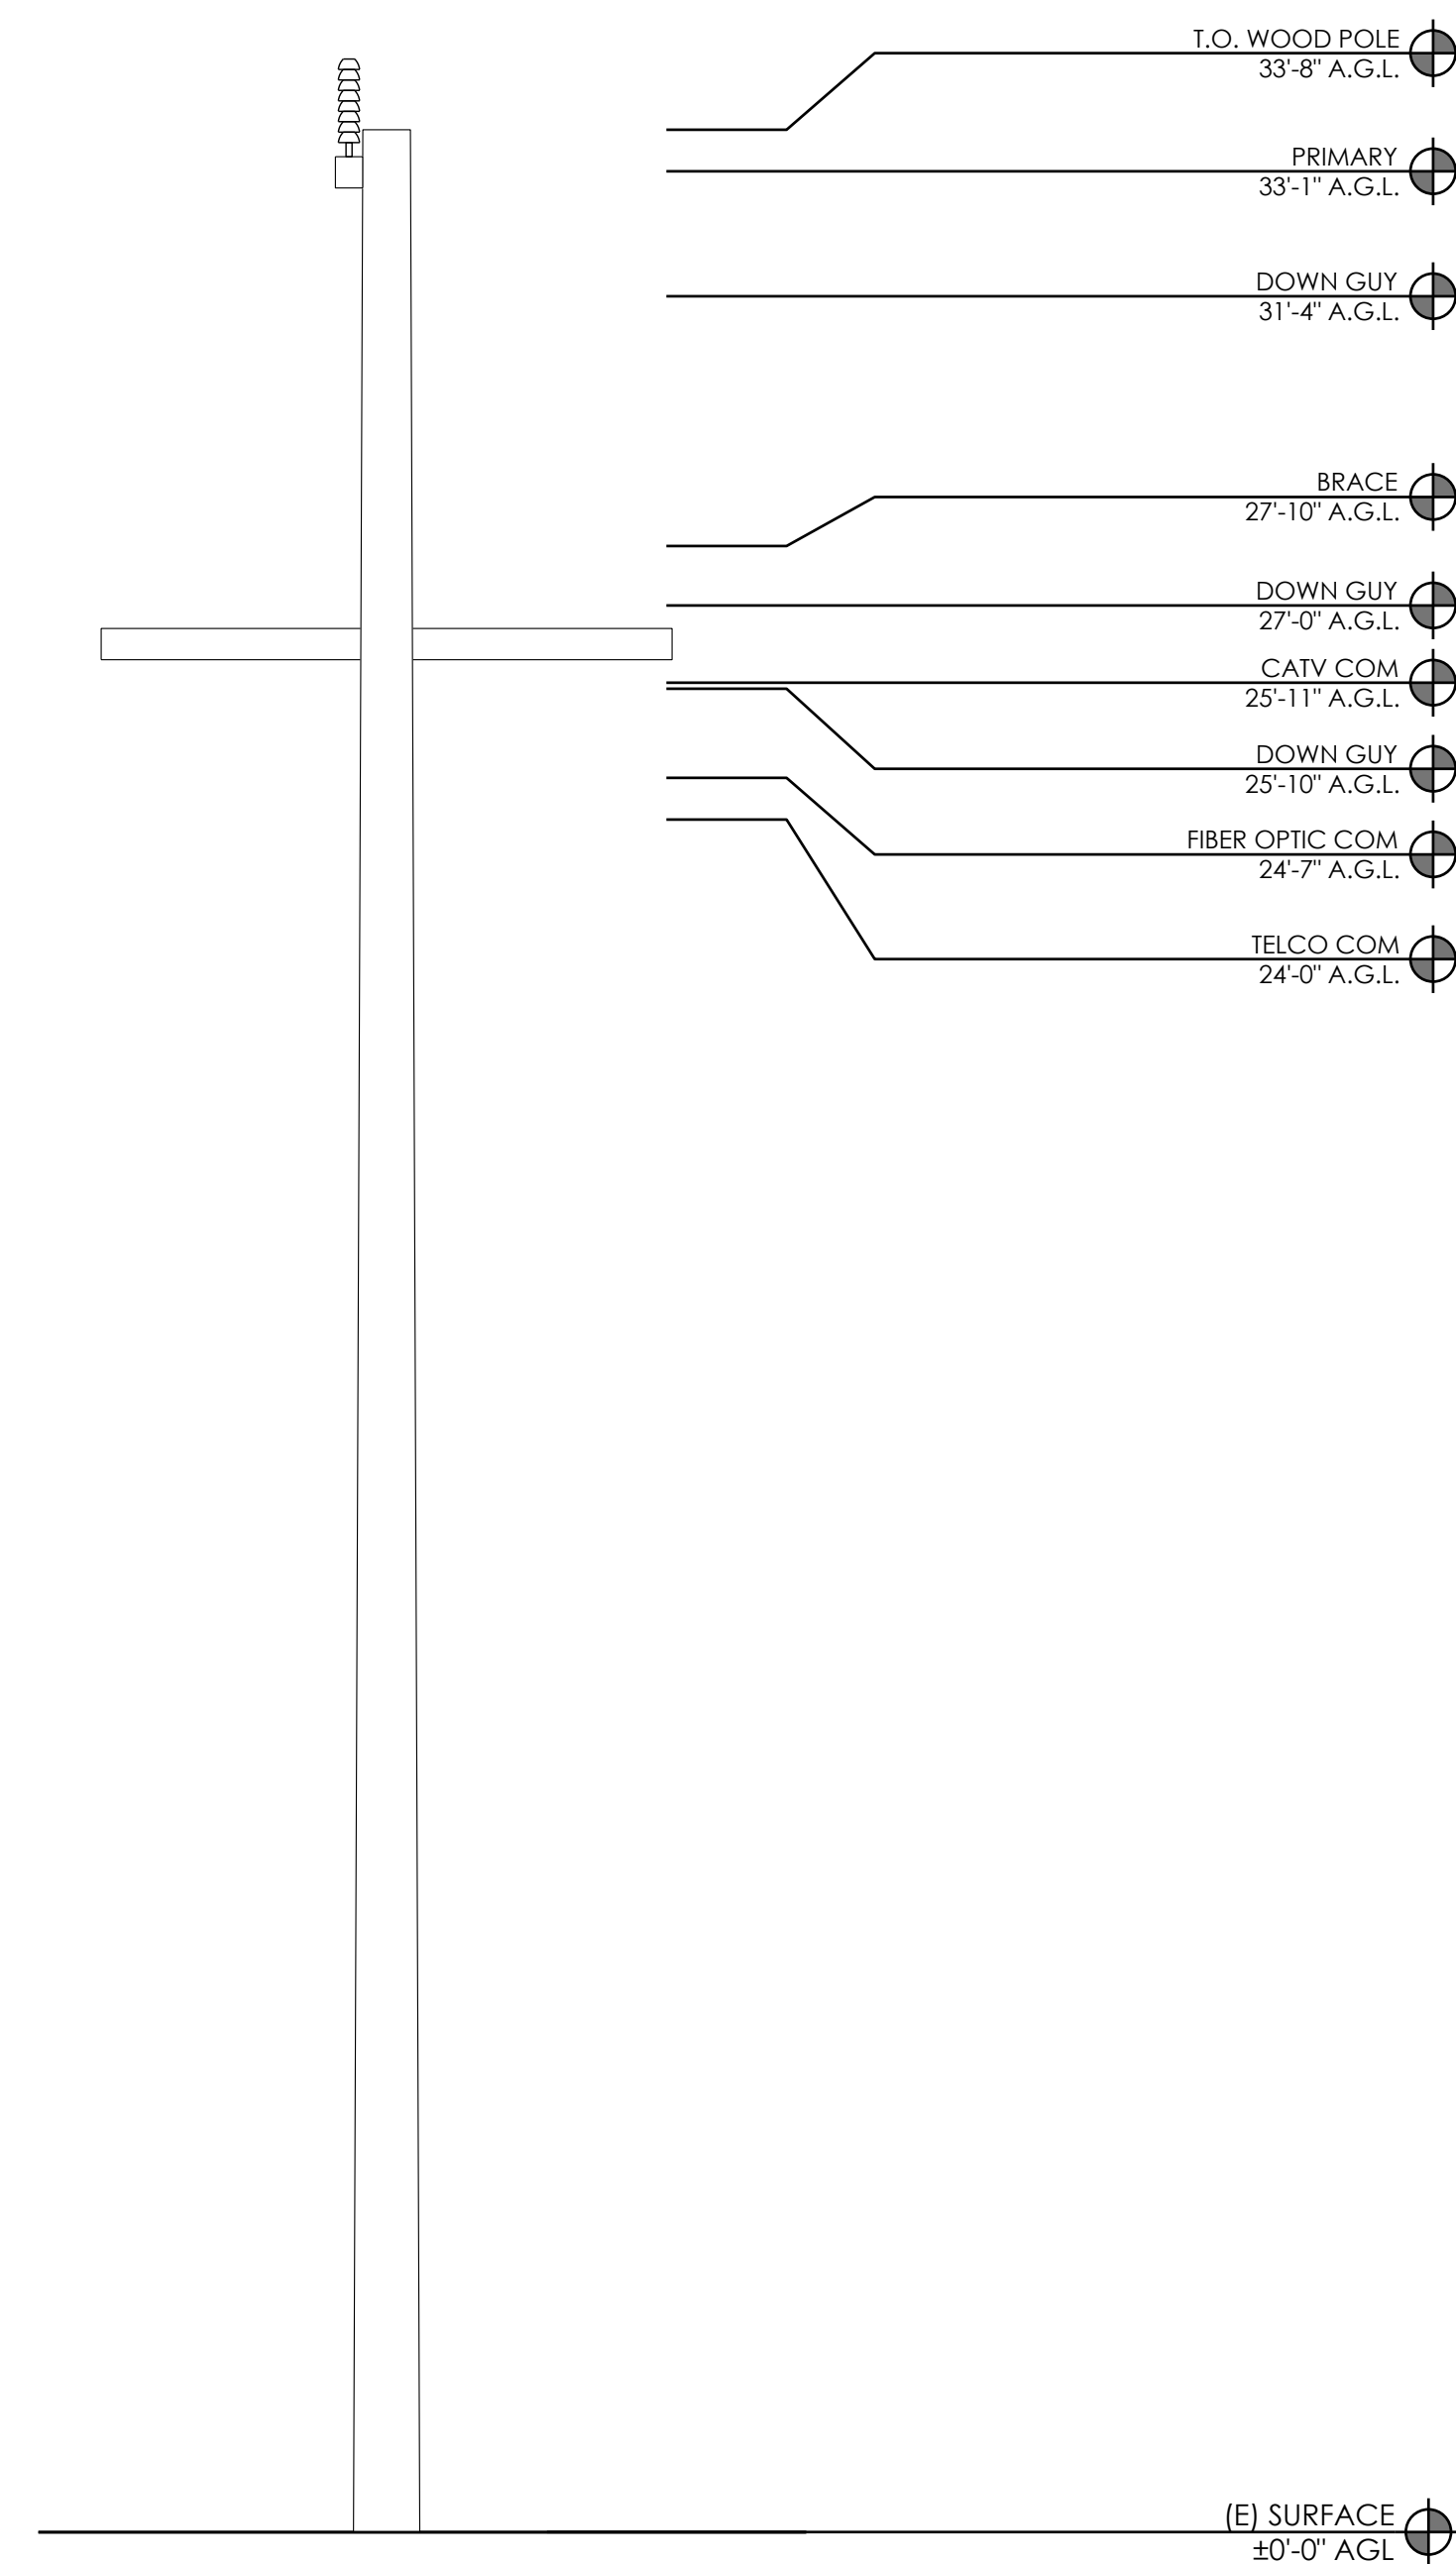 T.O. WOOD POLE
33'-8" A.G.L.
PRIMARY
33'-1" A.G.L.
DOWN GUY
31'-4" A.G.L.
BRACE
27'-10" A.G.L.
DOWN GUY
27'-0" A.G.L.
CATV COM
25'-11" A.G.L.
DOWN GUY
25'-10" A.G.L.
FIBER OPTIC COM
24'-7" A.G.L.
TELCO COM
24'-0" A.G.L.
(E) SURFACE
±0'-0" AGL